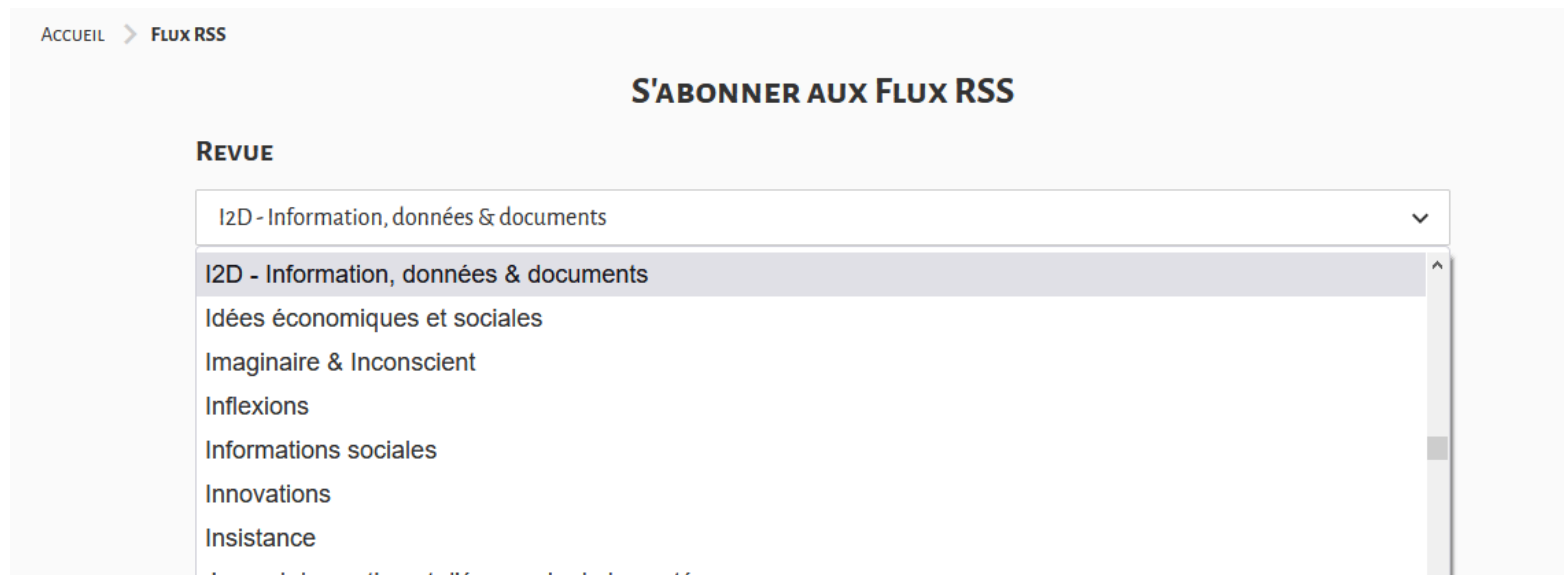 Accueil > Flux RSS
S'abonner aux Flux RSS
Revue
I2D - Information, données & documents
I2D - Information, données & documents
Idées économiques et sociales
Imaginaire & Inconscient
Inflexions
Informations sociales
Innovations
Insistance